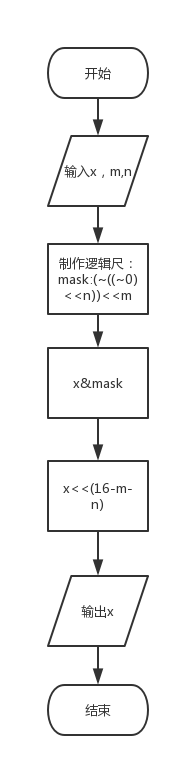 开始
输入x，m,n
制作逻辑尺：
mask:(~((~0)
<<n))<<m
x&mask
x<<(16-m-
n)
输出x
结束